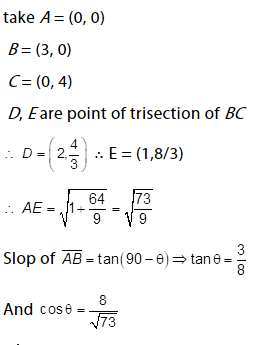 take A = (0, 0)
B = (3, 0)
C = (0, 4)
D, E are point of trisection of BC
∴ D = (2, 4/3) ∴ E = (1,8/3)
∴ AE = √(1 + 64/9) = √(73/9)
Slop of A͞B͞ = tan(90 − θ) ⇒ tan θ = 3/8
And cos θ = 8/√73